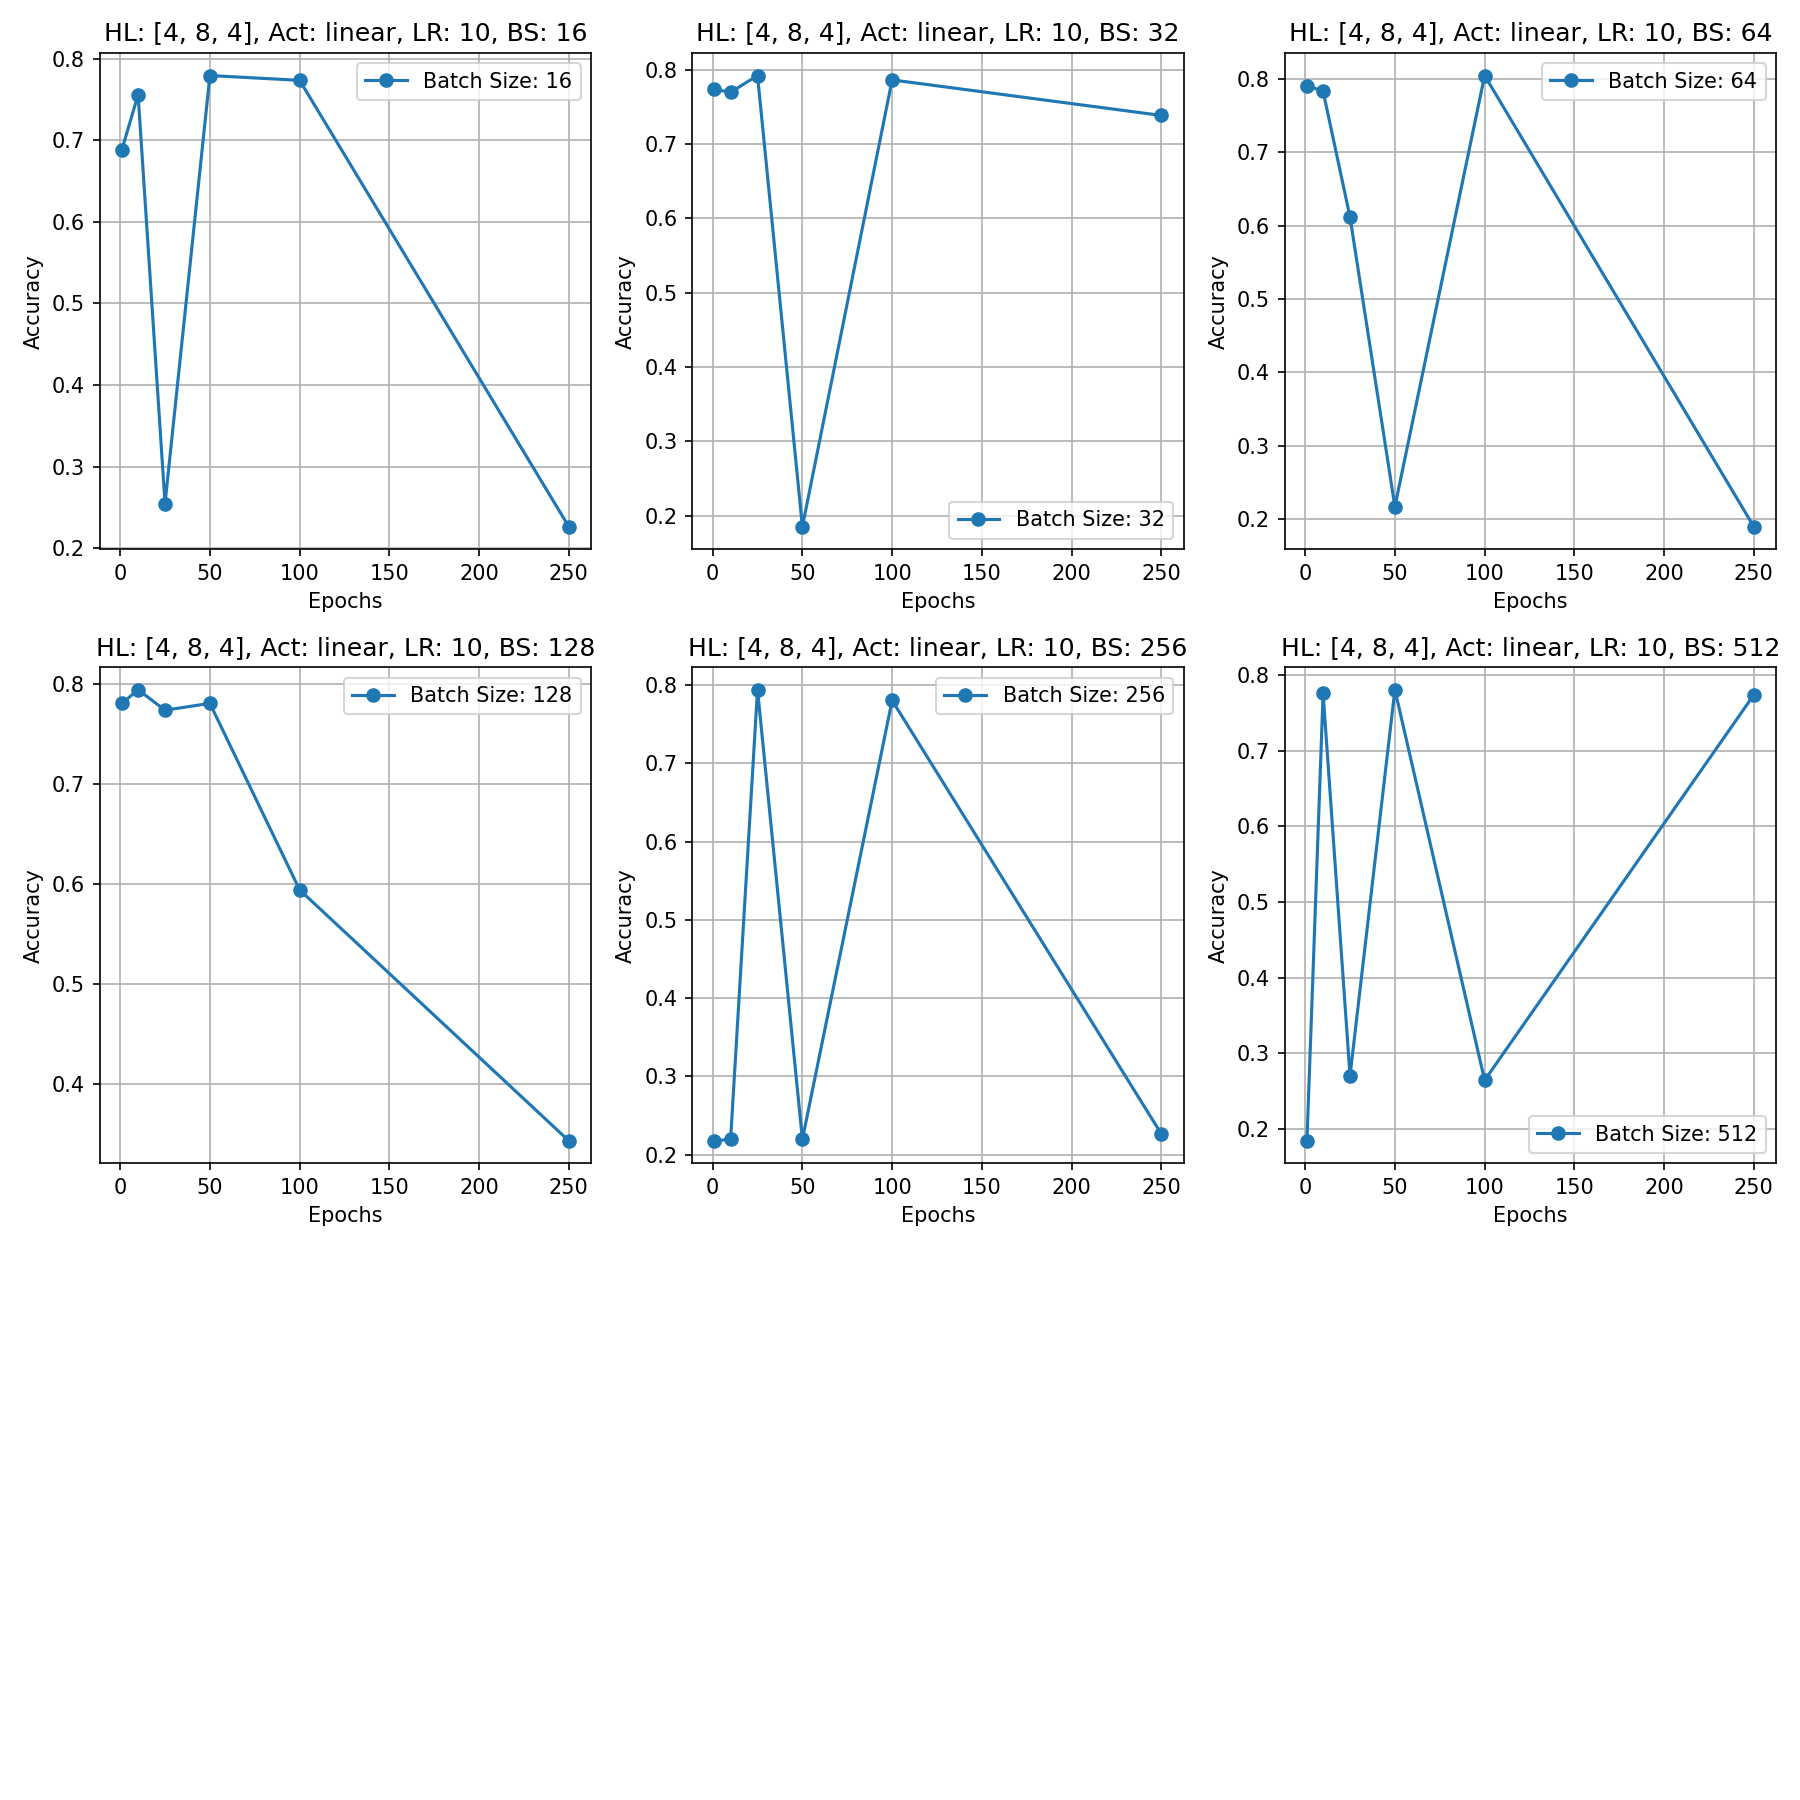 HL: [4, 8, 4], Act: linear, LR: 10, BS: 16
Batch Size: 16
Accuracy
0.8
0.7
0.6
0.5
0.4
0.3
0.2
0 50 100 150 200 250
Epochs
HL: [4, 8, 4], Act: linear, LR: 10, BS: 32
Batch Size: 32
Accuracy
0.8
0.7
0.6
0.5
0.4
0.3
0.2
0 50 100 150 200 250
Epochs
HL: [4, 8, 4], Act: linear, LR: 10, BS: 64
Batch Size: 64
Accuracy
0.8
0.7
0.6
0.5
0.4
0.3
0.2
0 50 100 150 200 250
Epochs
HL: [4, 8, 4], Act: linear, LR: 10, BS: 128
Batch Size: 128
Accuracy
0.8
0.7
0.6
0.5
0.4
0 50 100 150 200 250
Epochs
HL: [4, 8, 4], Act: linear, LR: 10, BS: 256
Batch Size: 256
Accuracy
0.8
0.7
0.6
0.5
0.4
0.3
0.2
0 50 100 150 200 250
Epochs
HL: [4, 8, 4], Act: linear, LR: 10, BS: 512
Batch Size: 512
Accuracy
0.8
0.7
0.6
0.5
0.4
0.3
0.2
0 50 100 150 200 250
Epochs